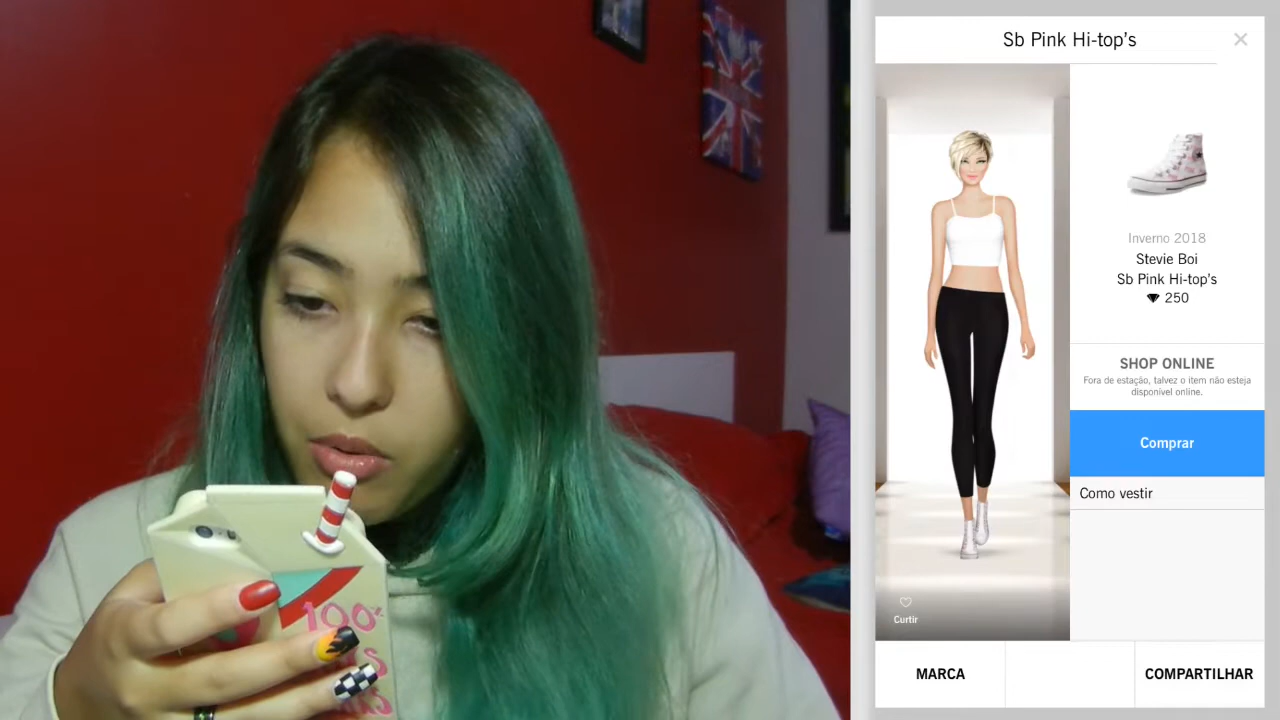 Sb Pink Hi-top's
Inverno 2018
Stevie Boi
Sb Pink Hi-top's
250
SHOP ONLINE
Fora de estação, talvez o item não esteja
disponível online.
Comprar
Como vestir
Curtir
MARCA
COMPARTILHAR
100%